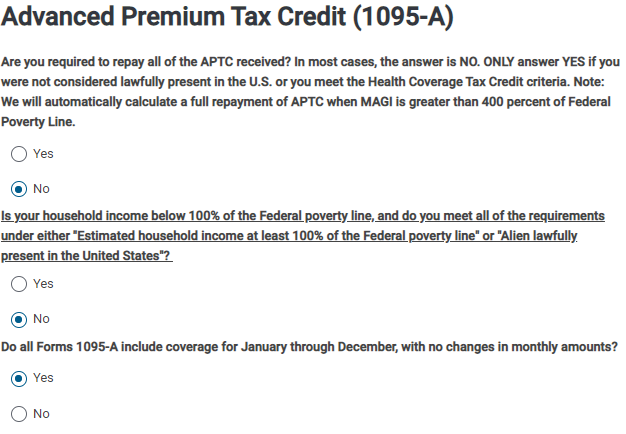 Advanced Premium Tax Credit (1095-A)
Are you required to repay all of the APTC received? In most cases, the answer is NO. ONLY answer YES if you
were not considered lawfully present in the U.S. or you meet the Health Coverage Tax Credit criteria. Note:
We will automatically calculate a full repayment of APTC when MAGI is greater than 400 percent of Federal
Poverty Line.
Yes
No
Is your household income below 100% of the Federal poverty line, and do you meet all of the requirements
under either "Estimated household income at least 100% of the Federal poverty line" or "Alien lawfully
present in the United States"?
Yes
No
Do all Forms 1095-A include coverage for January through December, with no changes in monthly amounts?
Yes
No